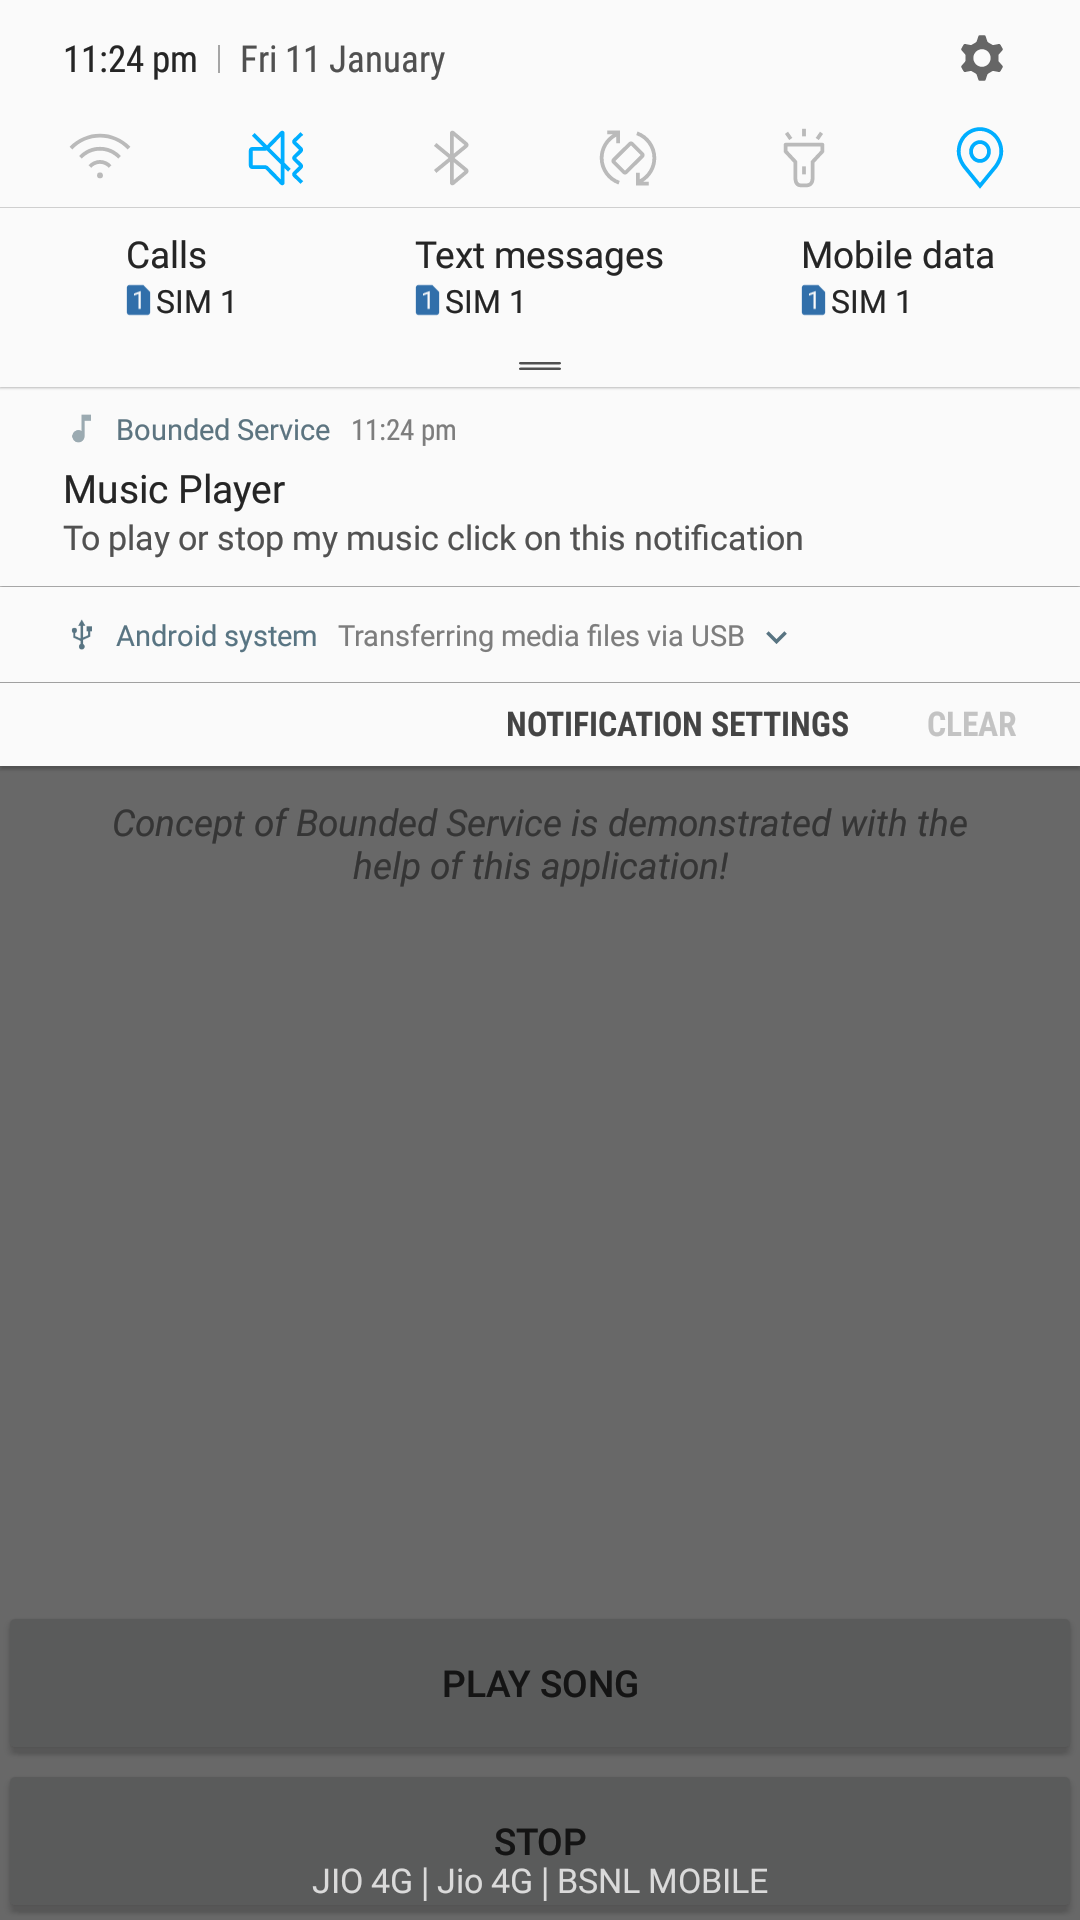 11:24 pm | Fri 11 January
Calls Text messages Mobile data
1 SIM 1 1 SIM 1 1 SIM 1
Bounded Service 11:24 pm
Music Player
To play or stop my music click on this notification
Android system Transferring media files via USB
NOTIFICATION SETTINGS CLEAR
Concept of Bounded Service is demonstrated with the
help of this application!
PLAY SONG
STOP
JIO 4G | Jio 4G | BSNL MOBILE